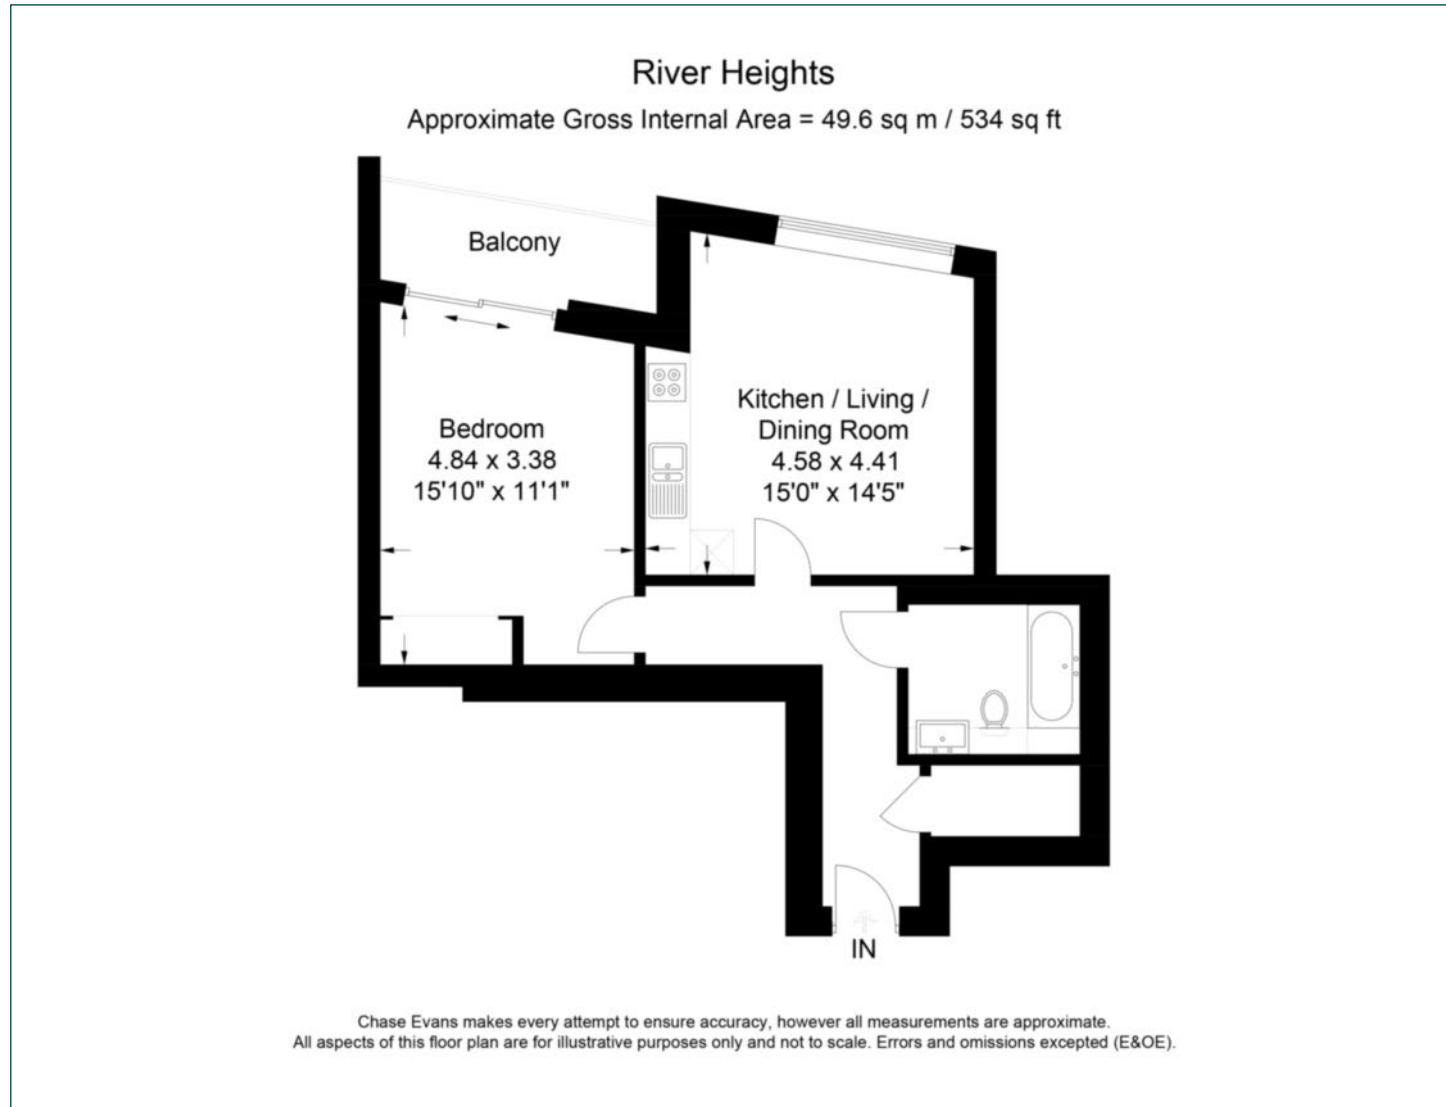 River Heights
Approximate Gross Internal Area = 49.6 sq m / 534 sq ft
Balcony
Bedroom
4.84 x 3.38
15'10" x 11'1"
Kitchen / Living /
Dining Room
4.58 x 4.41
15'0" x 14'5"
IN
Chase Evans makes every attempt to ensure accuracy, however all measurements are approximate.
All aspects of this floor plan are for illustrative purposes only and not to scale. Errors and omissions excepted (E&OE).